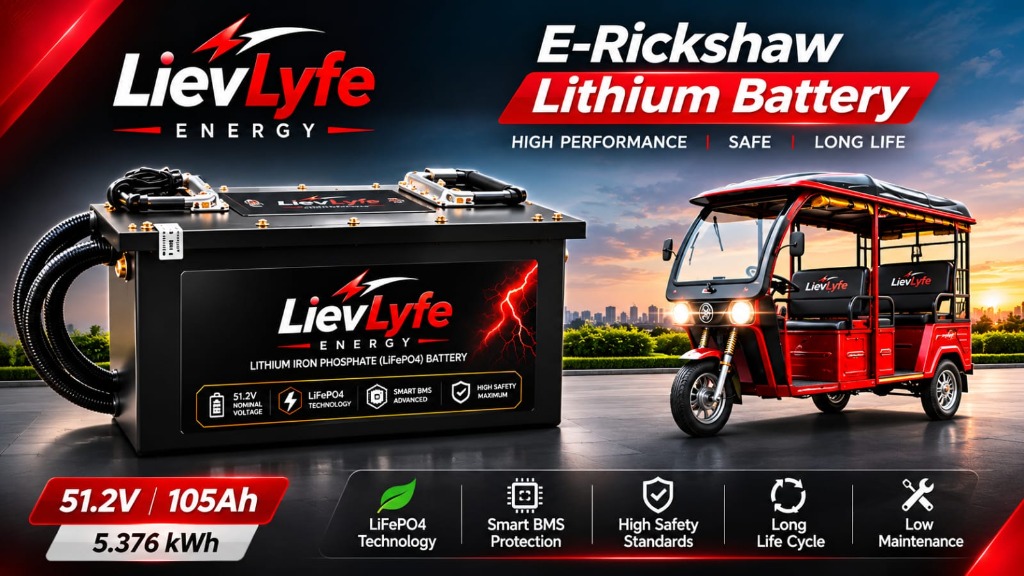 LievLyfe
ENERGY
E-Rickshaw
Lithium Battery
HIGH PERFORMANCE | SAFE | LONG LIFE
LievLyfe
ENERGY
LITHIUM IRON PHOSPHATE (LiFePO4) BATTERY
51.2V
NOMINAL
VOLTAGE
LiFePO4
TECHNOLOGY
SMART BMS
ADVANCED
HIGH SAFETY
MAXIMUM
LievLyfe
LievLyfe
51.2V | 105Ah
5.376 kWh
LiFePO4
Technology
Smart BMS
Protection
High Safety
Standards
Long
Life Cycle
Low
Maintenance